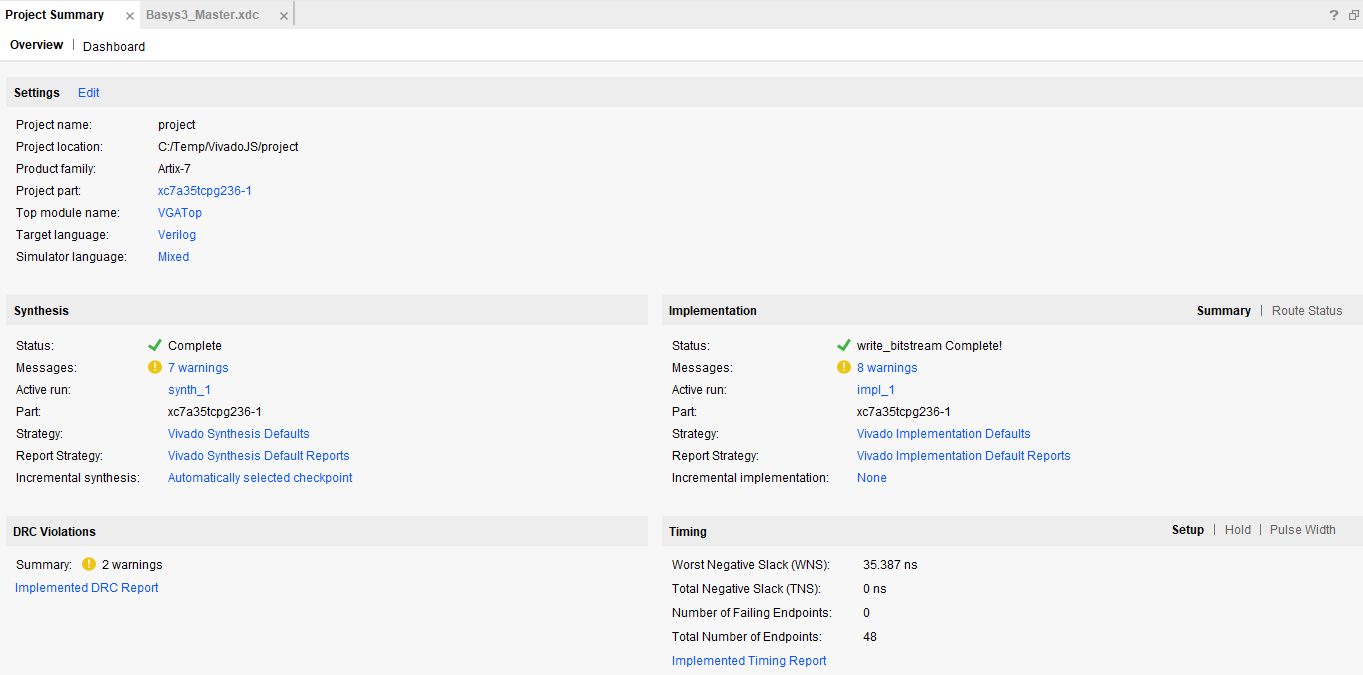 Project Summary × Basys3_Master.xdc × ?
Overview | Dashboard
Settings Edit
Project name: project
Project location: C:/Temp/VivadoJS/project
Product family: Artix-7
Project part: xc7a35tcpg236-1
Top module name: VGATop
Target language: Verilog
Simulator language: Mixed
Synthesis
Status: Complete
Messages: 7 warnings
Active run: synth_1
Part: xc7a35tcpg236-1
Strategy: Vivado Synthesis Defaults
Report Strategy: Vivado Synthesis Default Reports
Incremental synthesis: Automatically selected checkpoint
Implementation Summary | Route Status
Status: write_bitstream Complete!
Messages: 8 warnings
Active run: impl_1
Part: xc7a35tcpg236-1
Strategy: Vivado Implementation Defaults
Report Strategy: Vivado Implementation Default Reports
Incremental implementation: None
DRC Violations
Summary: 2 warnings
Implemented DRC Report
Timing Setup | Hold | Pulse Width
Worst Negative Slack (WNS): 35.387 ns
Total Negative Slack (TNS): 0 ns
Number of Failing Endpoints: 0
Total Number of Endpoints: 48
Implemented Timing Report